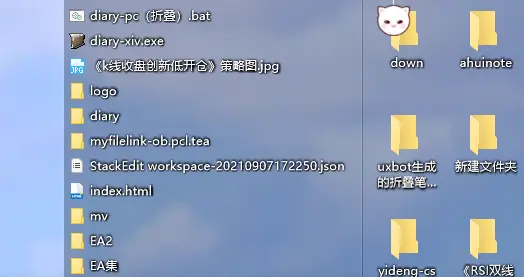 diary-pc（折叠）.bat
diary-xiv.exe
《k线收盘创新低开仓》策略图.jpg
logo
diary
myfilelink-ob.pcl.tea
StackEdit workspace-20210907172250.json
index.html
mv
EA2
EA集
down
ahuinote
uxbot生成
的折叠笔...
新建文件夹
yideng-cs
《RSI双线